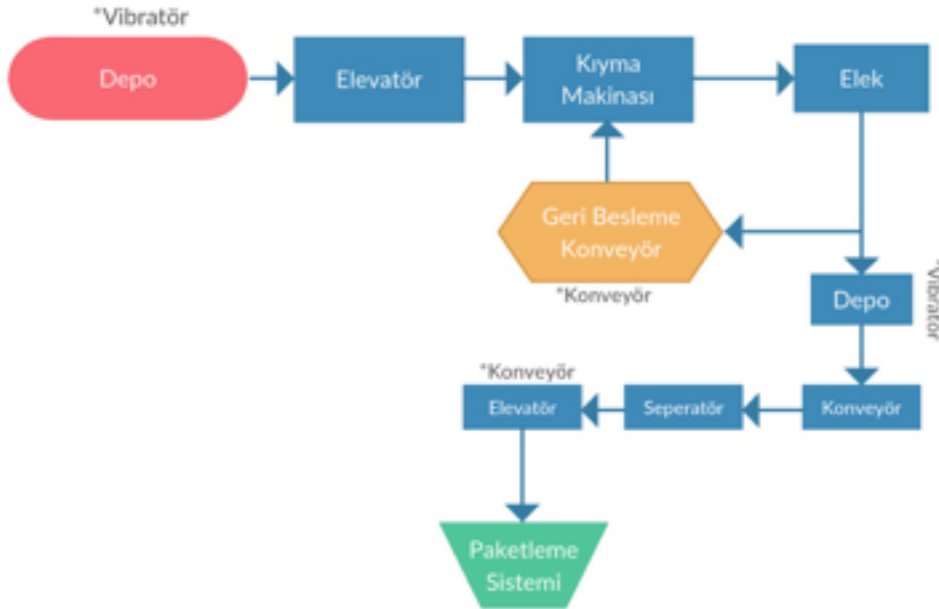 *Vibratör
Depo
Elevatör
Kıyma
Makinası
Elek
Geri Besleme
Konveyör
*Konveyör
Depo
*Vibratör
*Konveyör
Elevatör
Seperatör
Konveyör
Paketleme
Sistemi